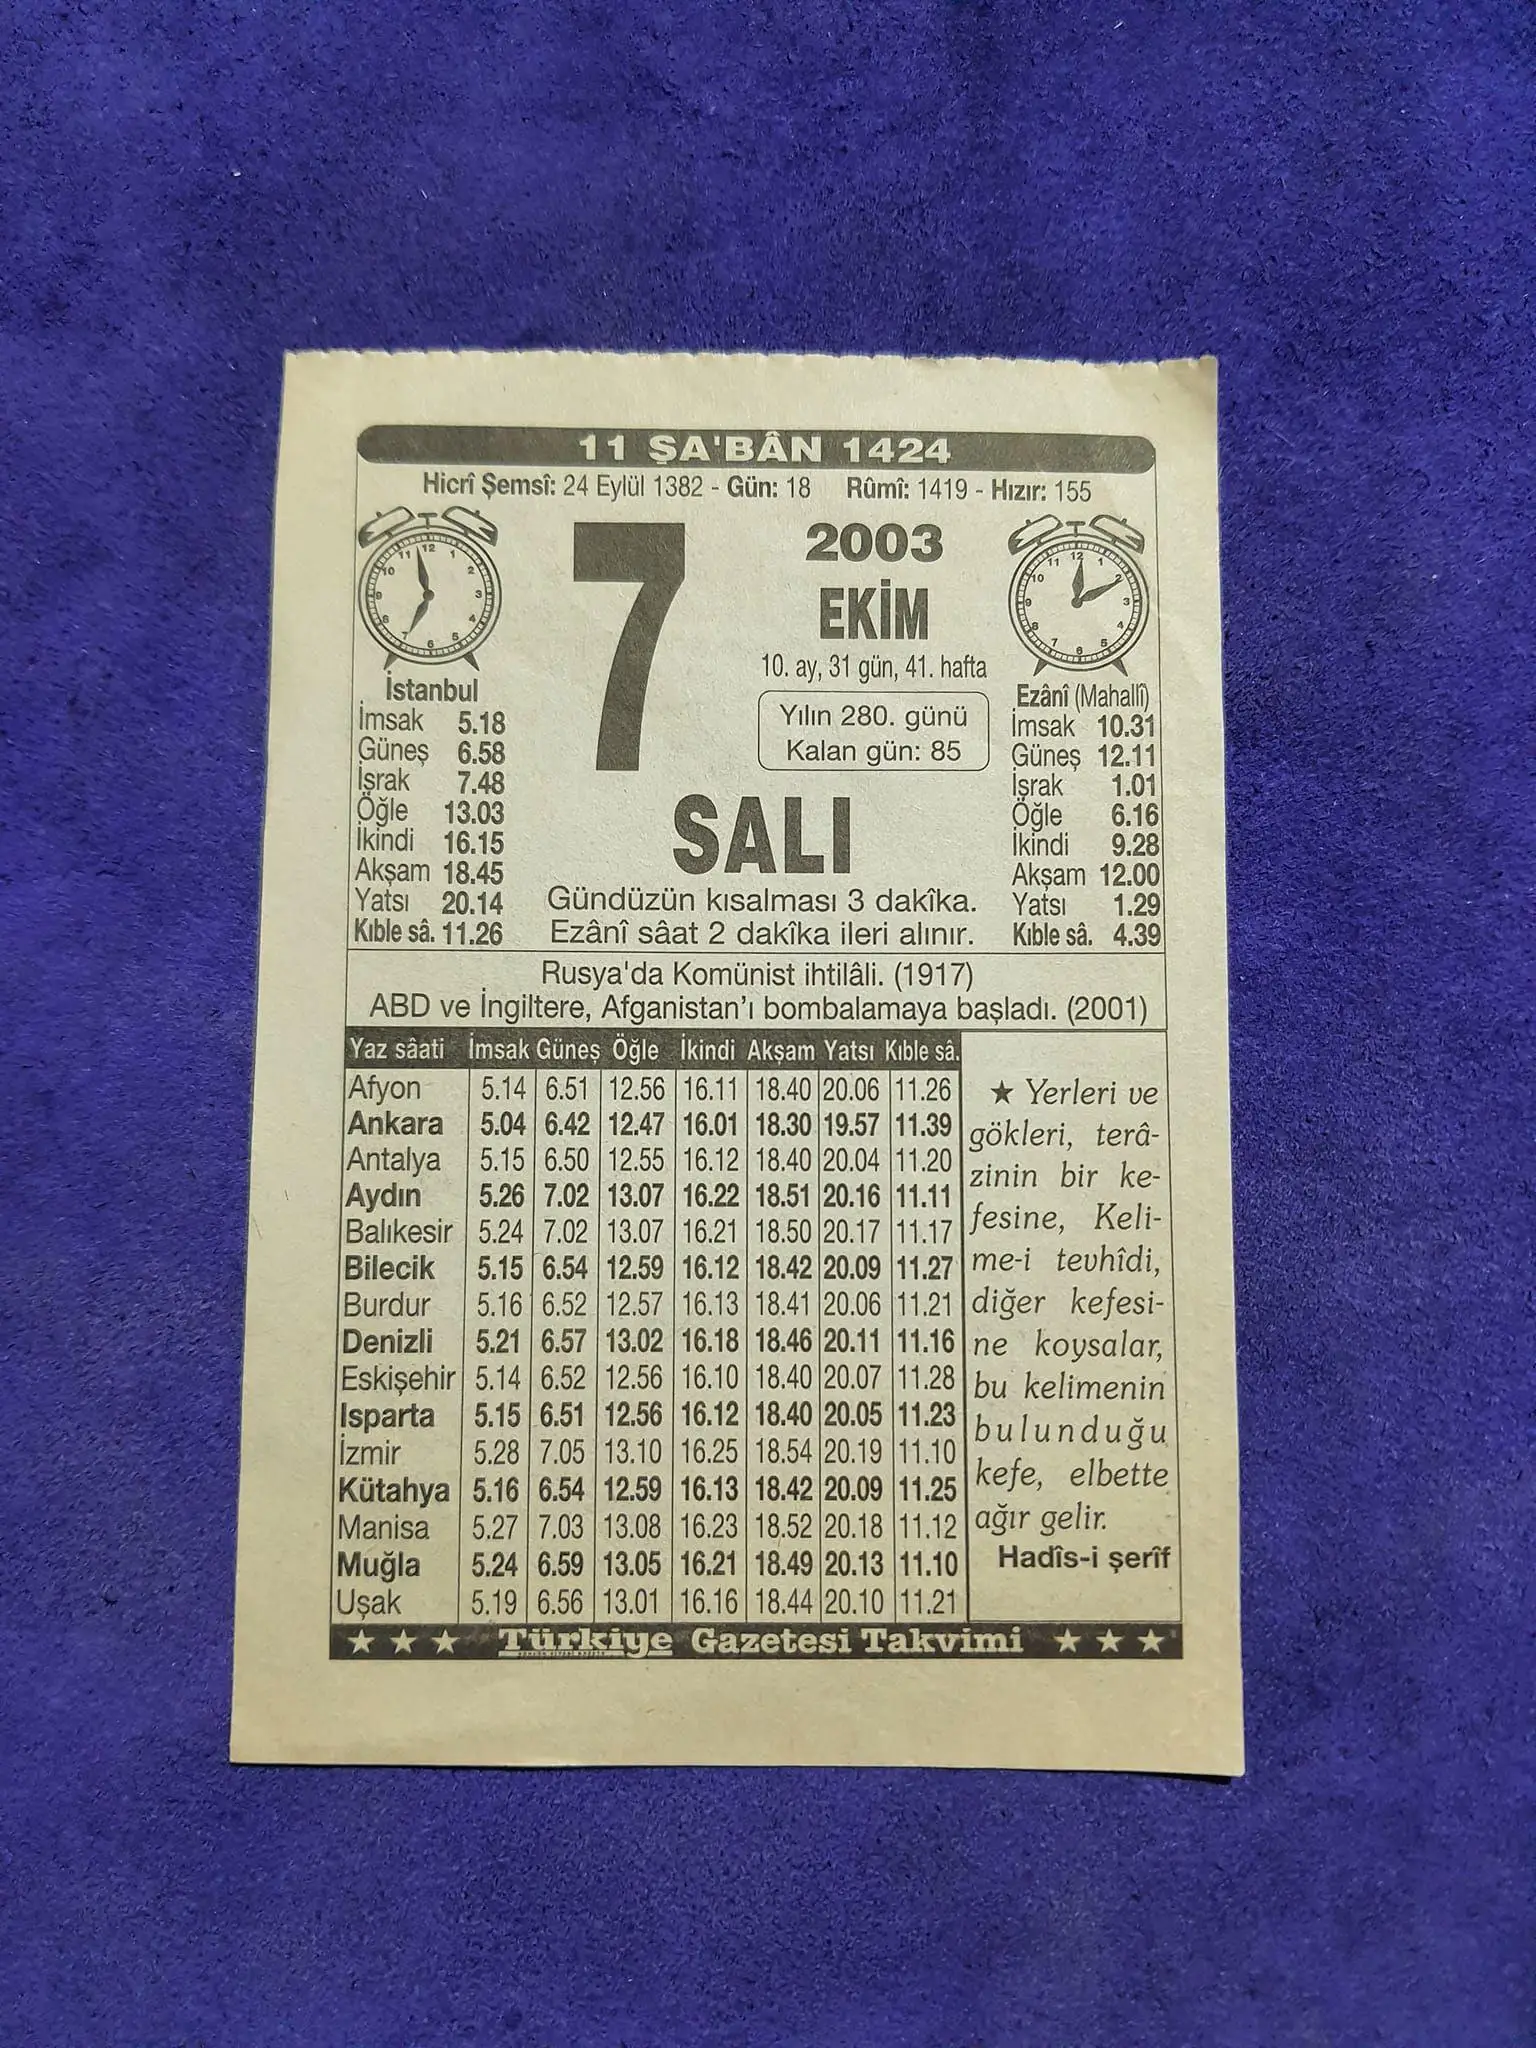 11 ŞA'BÂN 1424
Hicrî Şemsî: 24 Eylül 1382 - Gün: 18 Rûmî: 1419 - Hızır: 155
7
2003
EKİM
10. ay, 31 gün, 41. hafta
Yılın 280. günü
Kalan gün: 85
SALI
Gündüzün kısalması 3 dakîka.
Ezânî sâat 2 dakîka ileri alınır.
İstanbul
İmsak 5.18
Güneş 6.58
İşrak 7.48
Öğle 13.03
İkindi 16.15
Akşam 18.45
Yatsı 20.14
Kıble sâ. 11.26
Ezânî (Mahallî)
İmsak 10.31
Güneş 12.11
İşrak 1.01
Öğle 6.16
İkindi 9.28
Akşam 12.00
Yatsı 1.29
Kıble sâ. 4.39
Rusya'da Komünist ihtilâli. (1917)
ABD ve İngiltere, Afganistan'ı bombalamaya başladı. (2001)
Yaz sâati İmsak Güneş Öğle İkindi Akşam Yatsı Kıble sâ.
Afyon 5.14 6.51 12.56 16.11 18.40 20.06 11.26
Ankara 5.04 6.42 12.47 16.01 18.30 19.57 11.39
Antalya 5.15 6.50 12.55 16.12 18.40 20.04 11.20
Aydın 5.26 7.02 13.07 16.22 18.51 20.16 11.11
Balıkesir 5.24 7.02 13.07 16.21 18.50 20.17 11.17
Bilecik 5.15 6.54 12.59 16.12 18.42 20.09 11.27
Burdur 5.16 6.52 12.57 16.13 18.41 20.06 11.21
Denizli 5.21 6.57 13.02 16.18 18.46 20.11 11.16
Eskişehir 5.14 6.52 12.56 16.10 18.40 20.07 11.28
Isparta 5.15 6.51 12.56 16.12 18.40 20.05 11.23
İzmir 5.28 7.05 13.10 16.25 18.54 20.19 11.10
Kütahya 5.16 6.54 12.59 16.13 18.42 20.09 11.25
Manisa 5.27 7.03 13.08 16.23 18.52 20.18 11.12
Muğla 5.24 6.59 13.05 16.21 18.49 20.13 11.10
Uşak 5.19 6.56 13.01 16.16 18.44 20.10 11.21
★ Yerleri ve
gökleri, terâ-
zinin bir ke-
fesine, Keli-
me-i tevhîdi,
diğer kefesi-
ne koysalar,
bu kelimenin
bulunduğu
kefe, elbette
ağır gelir.
Hadîs-i şerîf
★ ★ ★ Türkiye Gazetesi Takvimi ★ ★ ★